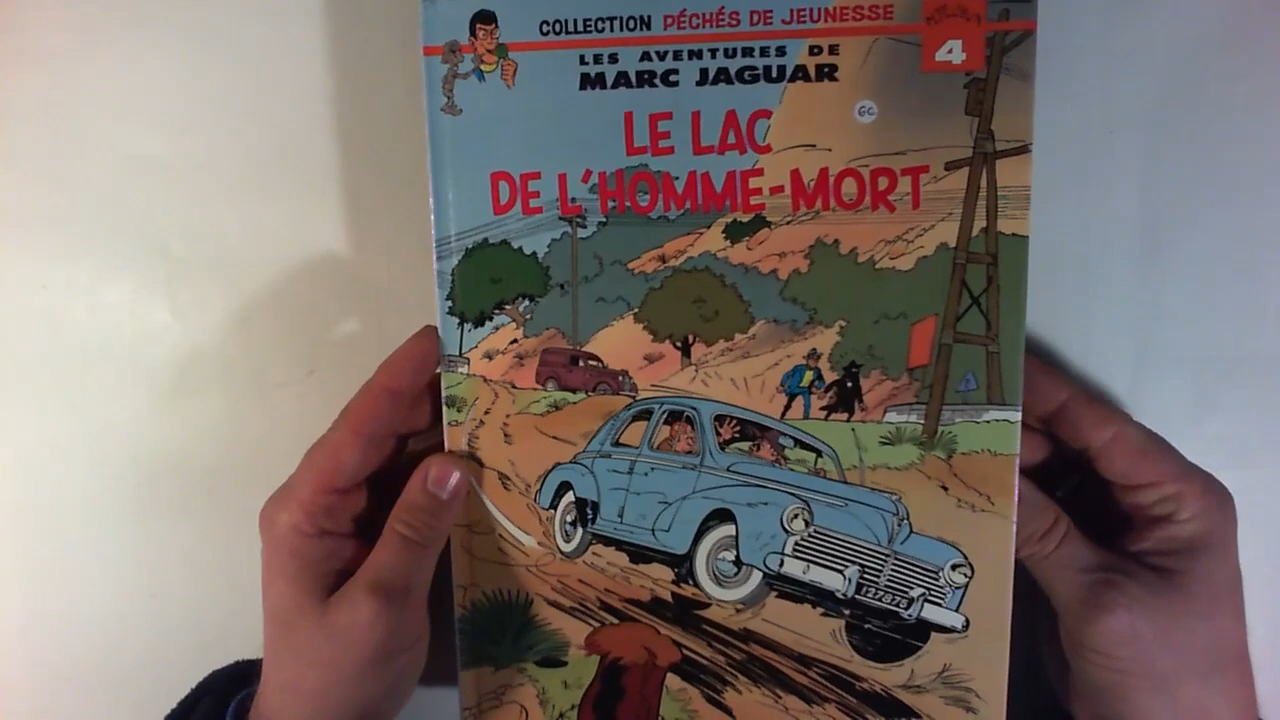 COLLECTION PÉCHÉS DE JEUNESSE
4
LES AVENTURES DE
MARC JAGUAR
GC
LE LAC
DE L'HOMME-MORT